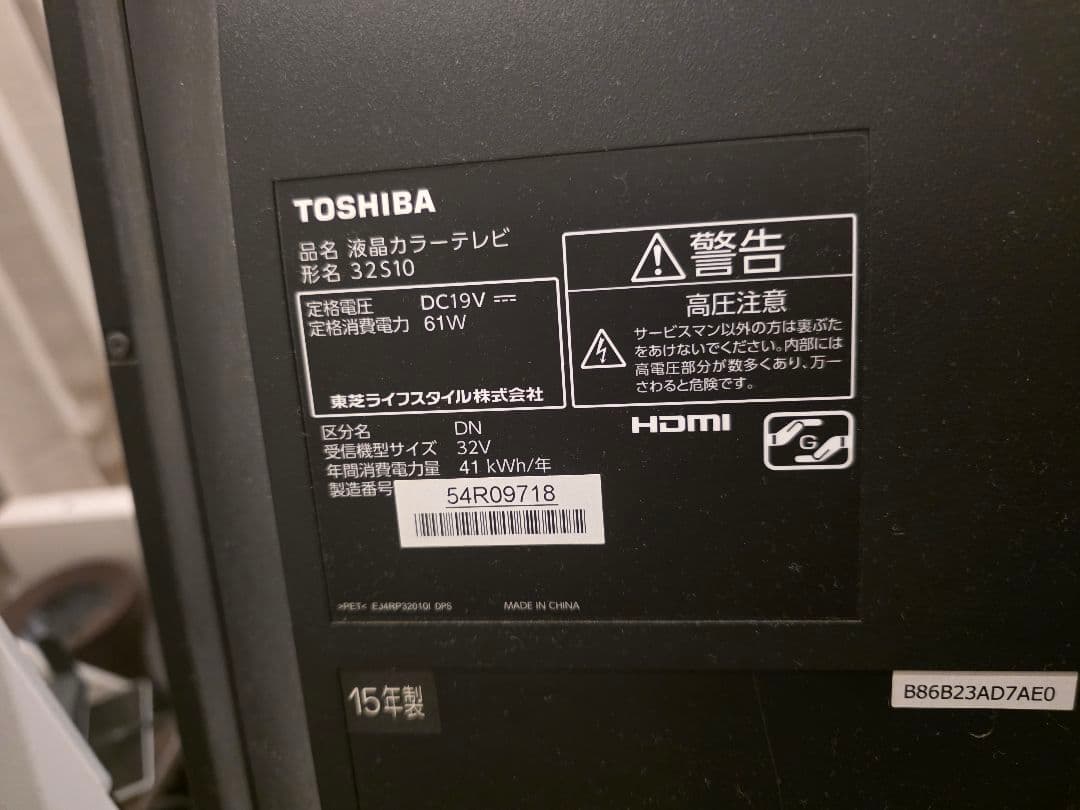 TOSHIBA
品名 液晶カラーテレビ
形名 32S10
定格電圧 DC19V ⎓
定格消費電力 61W
東芝ライフスタイル株式会社
警告
高圧注意
サービスマン以外の方は裏ぶた
をあけないでください。内部には
高電圧部分が数多くあり、万一
さわると危険です。
HDMI
G
区分名 DN
受信機型サイズ 32V
年間消費電力量 41 kWh/年
製造番号
54R09718
>PET< EJ4RP32010I DPS
MADE IN CHINA
15年製
B86B23AD7AE0